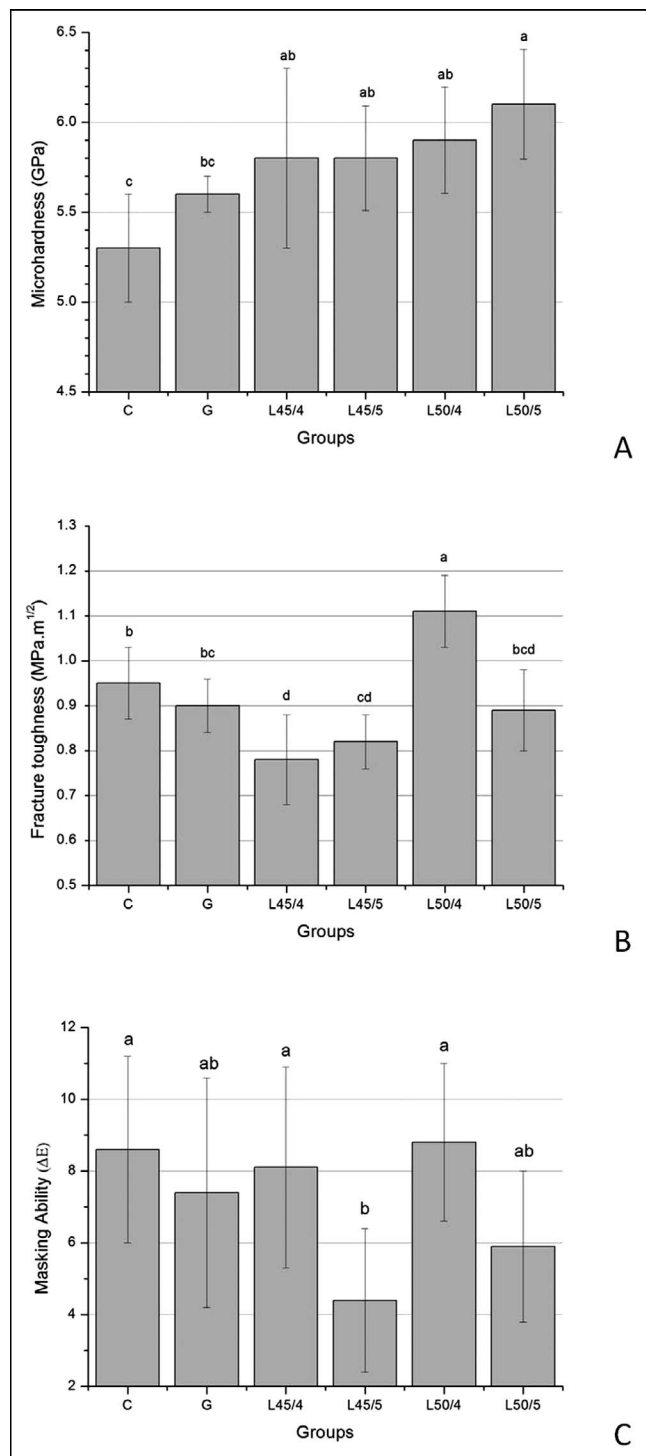 6.5
6.0
5.5
5.0
4.5
Microhardness (GPa)
c
bc
ab
ab
ab
a
C G L45/4 L45/5 L50/4 L50/5
Groups
A
1.3
1.2
1.1
1.0
0.9
0.8
0.7
0.6
0.5
Fracture toughness (MPa.m1/2)
b
bc
d
cd
a
bcd
C G L45/4 L45/5 L50/4 L50/5
Groups
B
12
10
8
6
4
2
Masking Ability (ΔE)
a
ab
a
b
a
ab
C G L45/4 L45/5 L50/4 L50/5
Groups
C